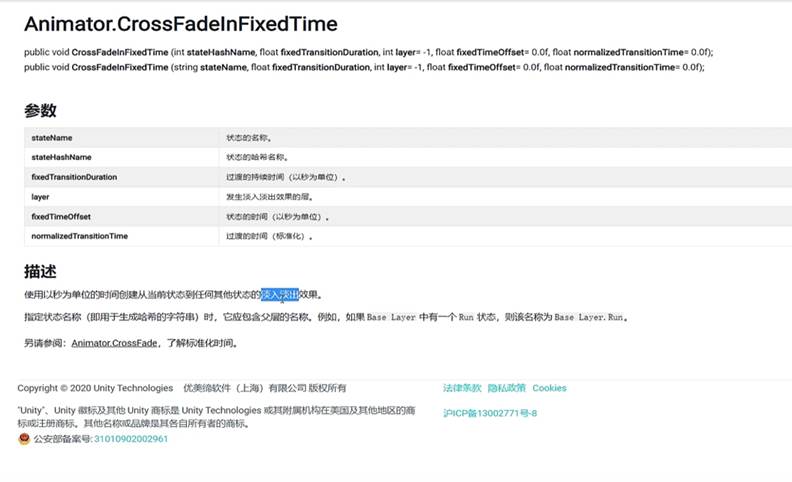 Animator.CrossFadeInFixedTime
public void CrossFadeInFixedTime (int stateHashName, float fixedTransitionDuration, int layer= -1, float fixedTimeOffset= 0.0f, float normalizedTransitionTime= 0.0f);
public void CrossFadeInFixedTime (string stateName, float fixedTransitionDuration, int layer= -1, float fixedTimeOffset= 0.0f, float normalizedTransitionTime= 0.0f);
参数
stateName 状态的名称。
stateHashName 状态的哈希名称。
fixedTransitionDuration 过渡的持续时间（以秒为单位）。
layer 发生淡入淡出效果的层。
fixedTimeOffset 状态的时间（以秒为单位）。
normalizedTransitionTime 过渡的时间（标准化）。
描述
使用以秒为单位的时间创建从当前状态到任何其他状态的淡入淡出效果。
指定状态名称（即用于生成哈希的字符串）时，它应包含父层的名称。例如，如果 Base Layer 中有一个 Run 状态，则该名称为 Base Layer.Run。
另请参阅：Animator.CrossFade，了解标准化时间。
Copyright © 2020 Unity Technologies 优美缔软件（上海）有限公司 版权所有
"Unity"、Unity 徽标及其他 Unity 商标是 Unity Technologies 或其附属机构在美国及其他地区的商
标或注册商标。其他名称或品牌是其各自所有者的商标。
公安部备案号: 31010902002961
法律条款 隐私政策 Cookies
沪ICP备13002771号-8